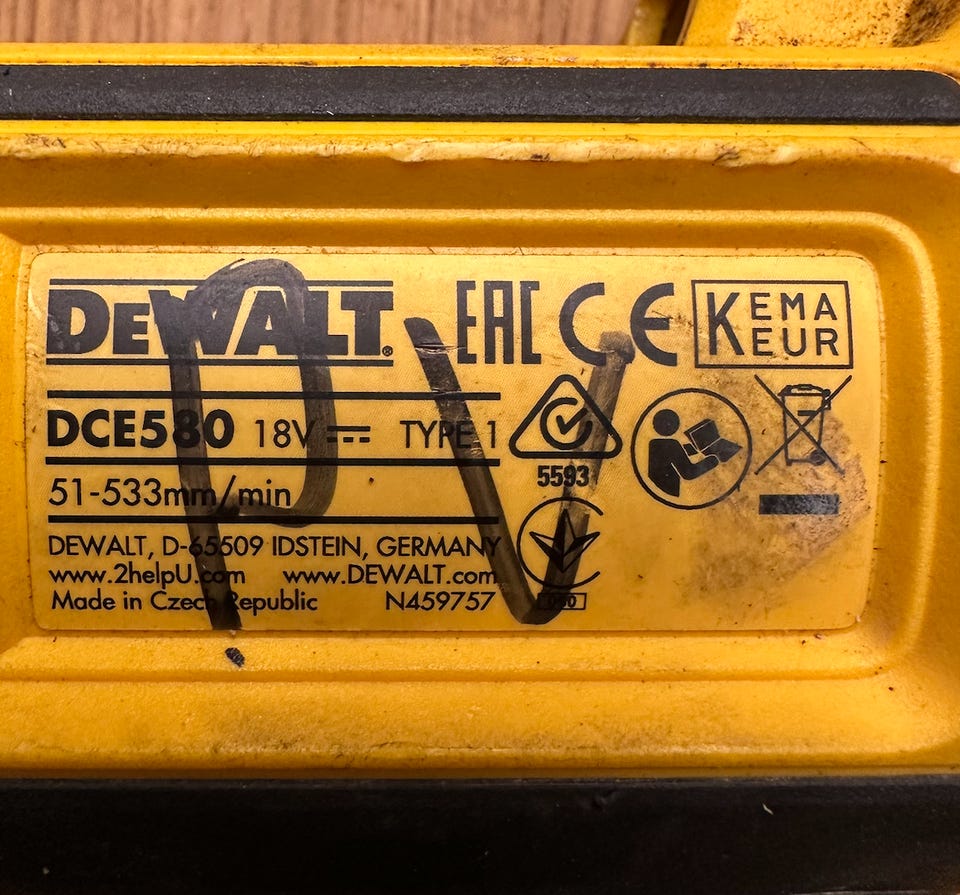 DEWALT®
EAC CE
KEMA KEUR
DCE580 18V TYPE 1
5593
51-533mm/min
DEWALT, D-65509 IDSTEIN, GERMANY
www.2helpU.com www.DEWALT.com
Made in Czech Republic N459757
PV